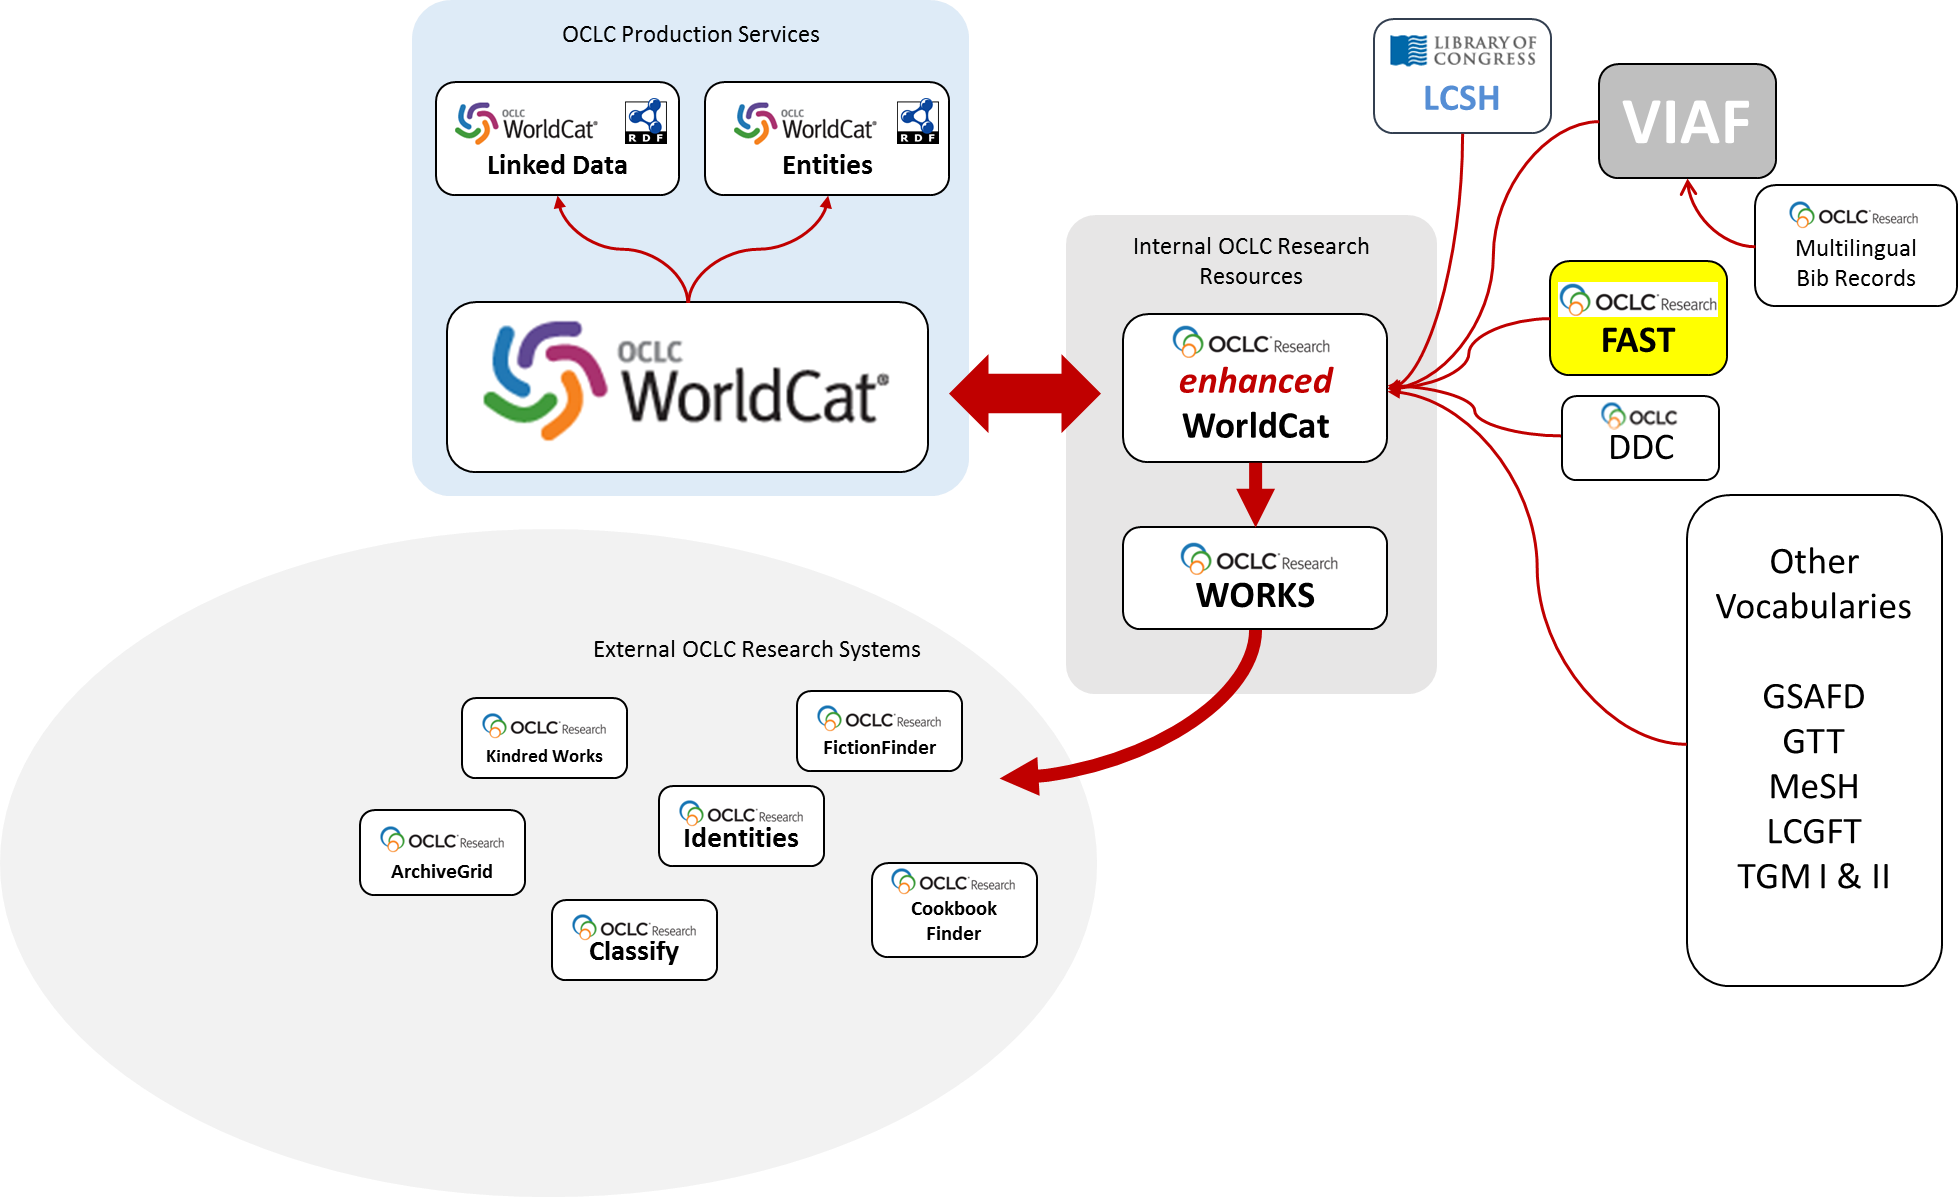 OCLC Production Services
OCLC
WorldCat®
RDF
Linked Data
OCLC
WorldCat®
RDF
Entities
OCLC
WorldCat®
LIBRARY OF
CONGRESS
LCSH
VIAF
OCLC Research
Multilingual
Bib Records
Internal OCLC Research
Resources
OCLC Research
enhanced
WorldCat
OCLC Research
FAST
OCLC
DDC
OCLC Research
WORKS
Other
Vocabularies
GSAFD
GTT
MeSH
LCGFT
TGM I & II
External OCLC Research Systems
OCLC Research
Kindred Works
OCLC Research
FictionFinder
OCLC Research
Identities
OCLC Research
ArchiveGrid
OCLC Research
Cookbook
Finder
OCLC Research
Classify